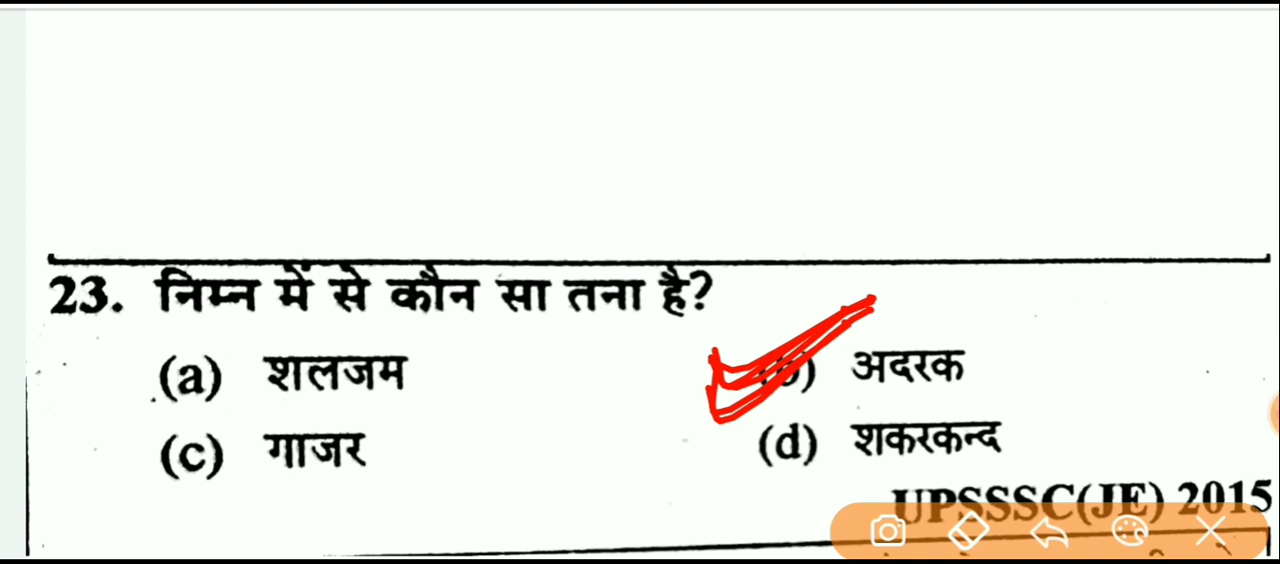 23. निम्न में से कौन सा तना है?
(a) शलजम
(b) अदरक
(c) गाजर
(d) शकरकन्द
UPSSSC(JE) 2015